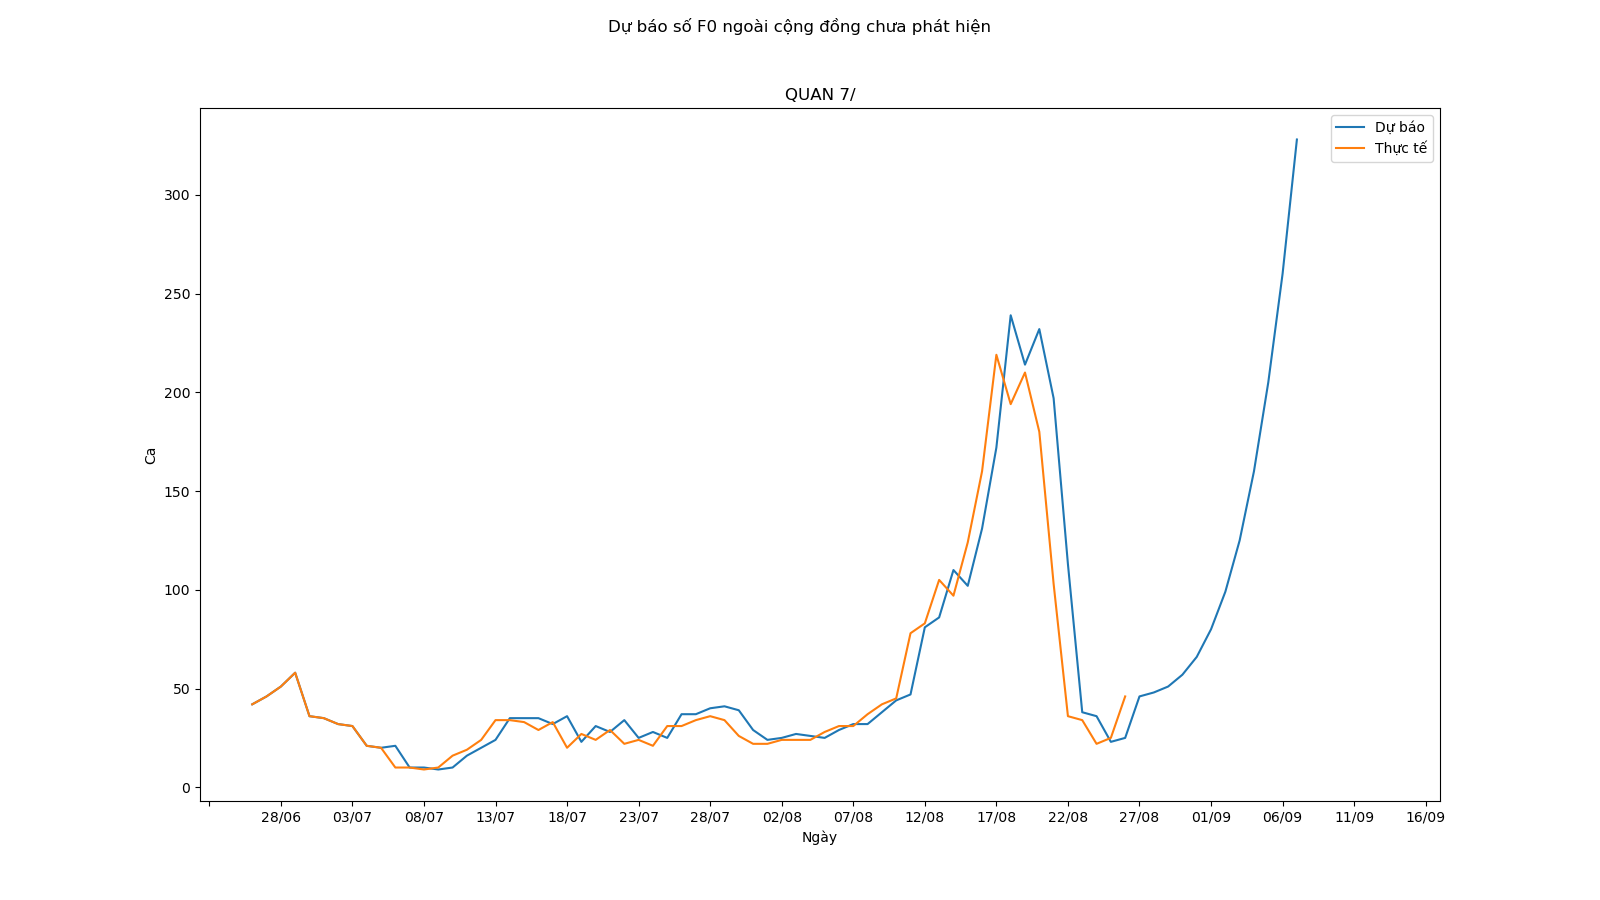 Dự báo số F0 ngoài cộng đồng chưa phát hiện
QUAN 7/
Dự báo
Thực tế
300
250
200
150
100
50
0
Ca
28/06 03/07 08/07 13/07 18/07 23/07 28/07 02/08 07/08 12/08 17/08 22/08 27/08 01/09 06/09 11/09 16/09
Ngày